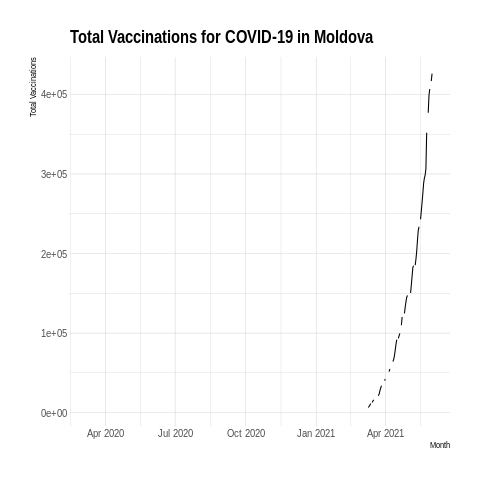 Total Vaccinations for COVID-19 in Moldova
Total Vaccinations
4e+05
3e+05
2e+05
1e+05
0e+00
Apr 2020 Jul 2020 Oct 2020 Jan 2021 Apr 2021
Month